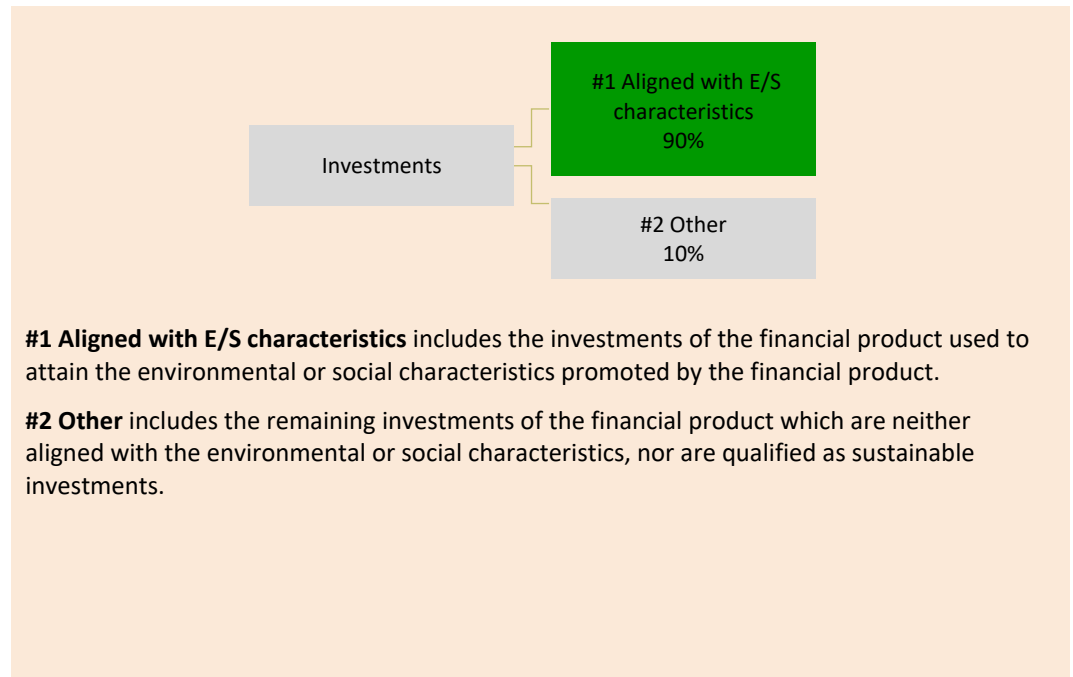 #1 Aligned with E/S
characteristics
90%
Investments
#2 Other
10%
#1 Aligned with E/S characteristics includes the investments of the financial product used to
attain the environmental or social characteristics promoted by the financial product.
#2 Other includes the remaining investments of the financial product which are neither
aligned with the environmental or social characteristics, nor are qualified as sustainable
investments.